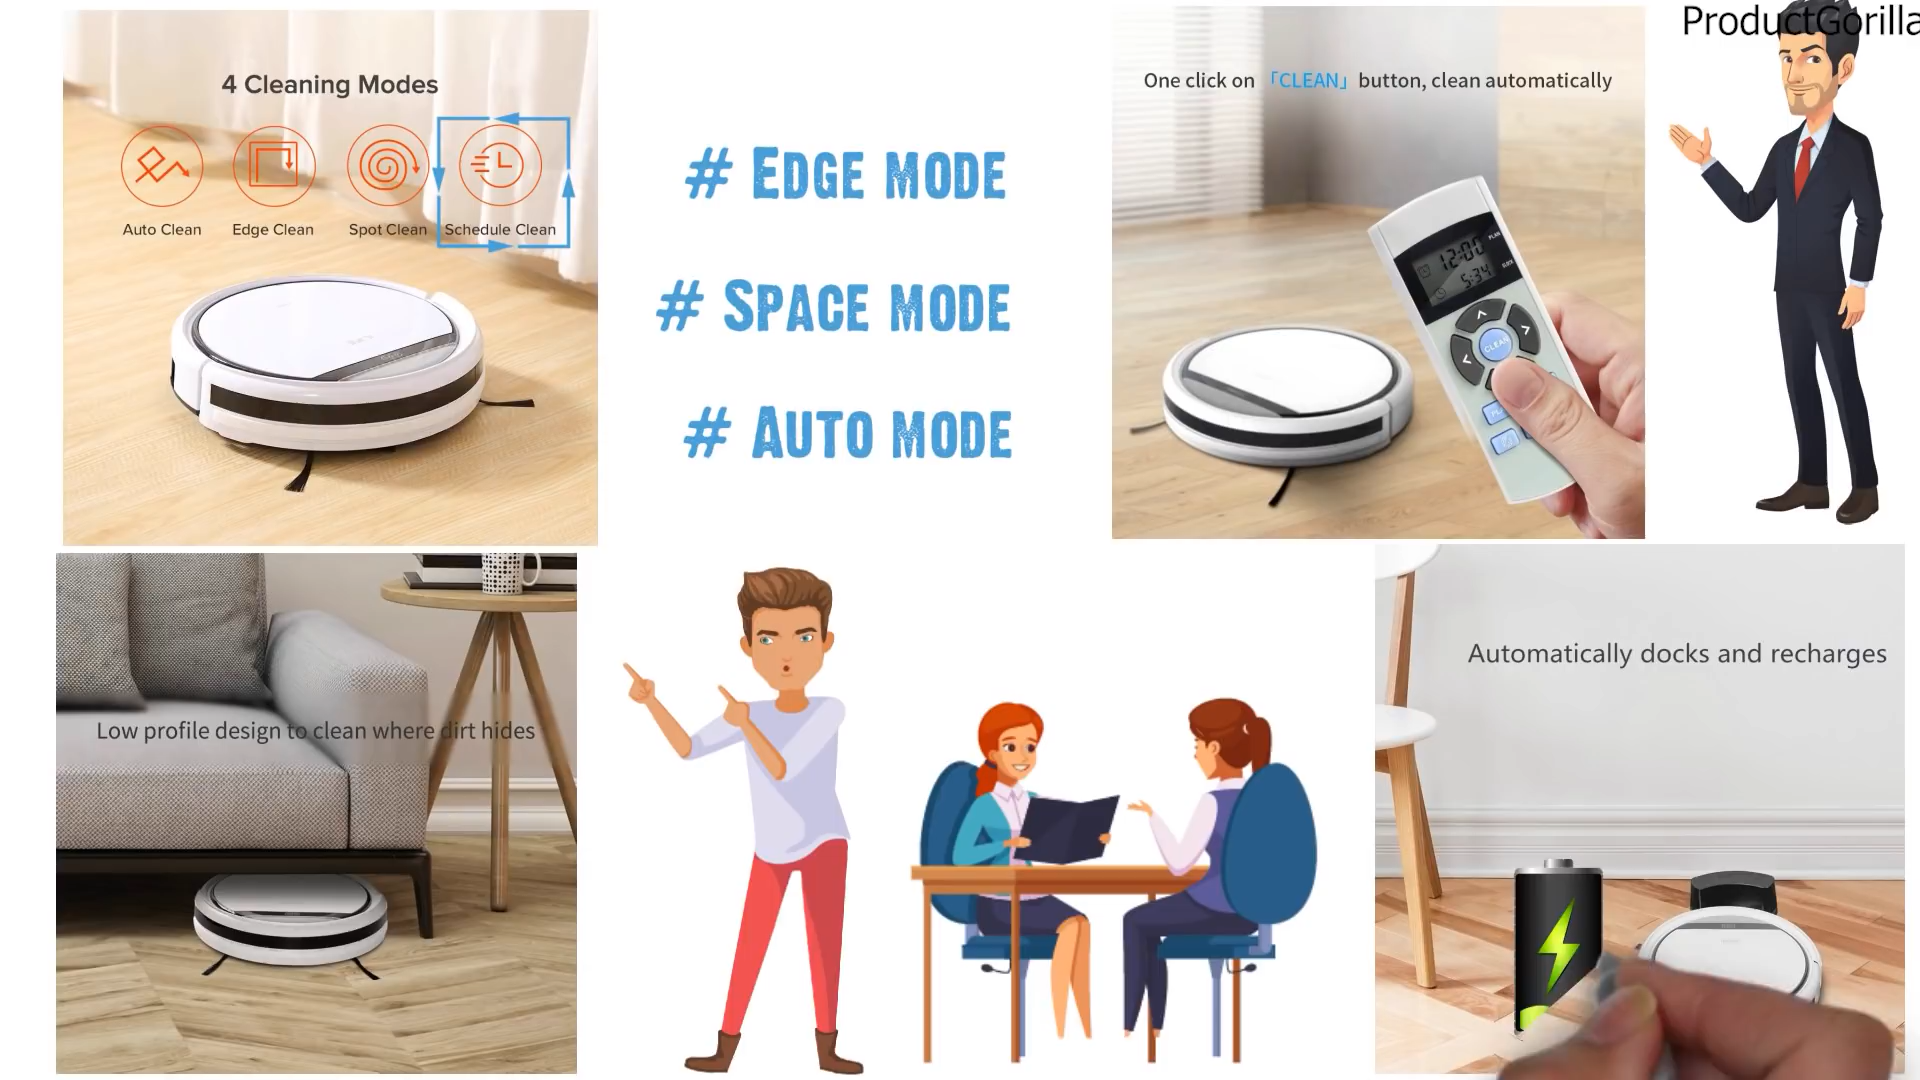 ProductGorilla
4 Cleaning Modes
Auto Clean
Edge Clean
Spot Clean
Schedule Clean
# EDGE MODE
# SPACE MODE
# AUTO MODE
One click on「CLEAN」button, clean automatically
12:00
5:34
CLEAN
Low profile design to clean where dirt hides
Automatically docks and recharges